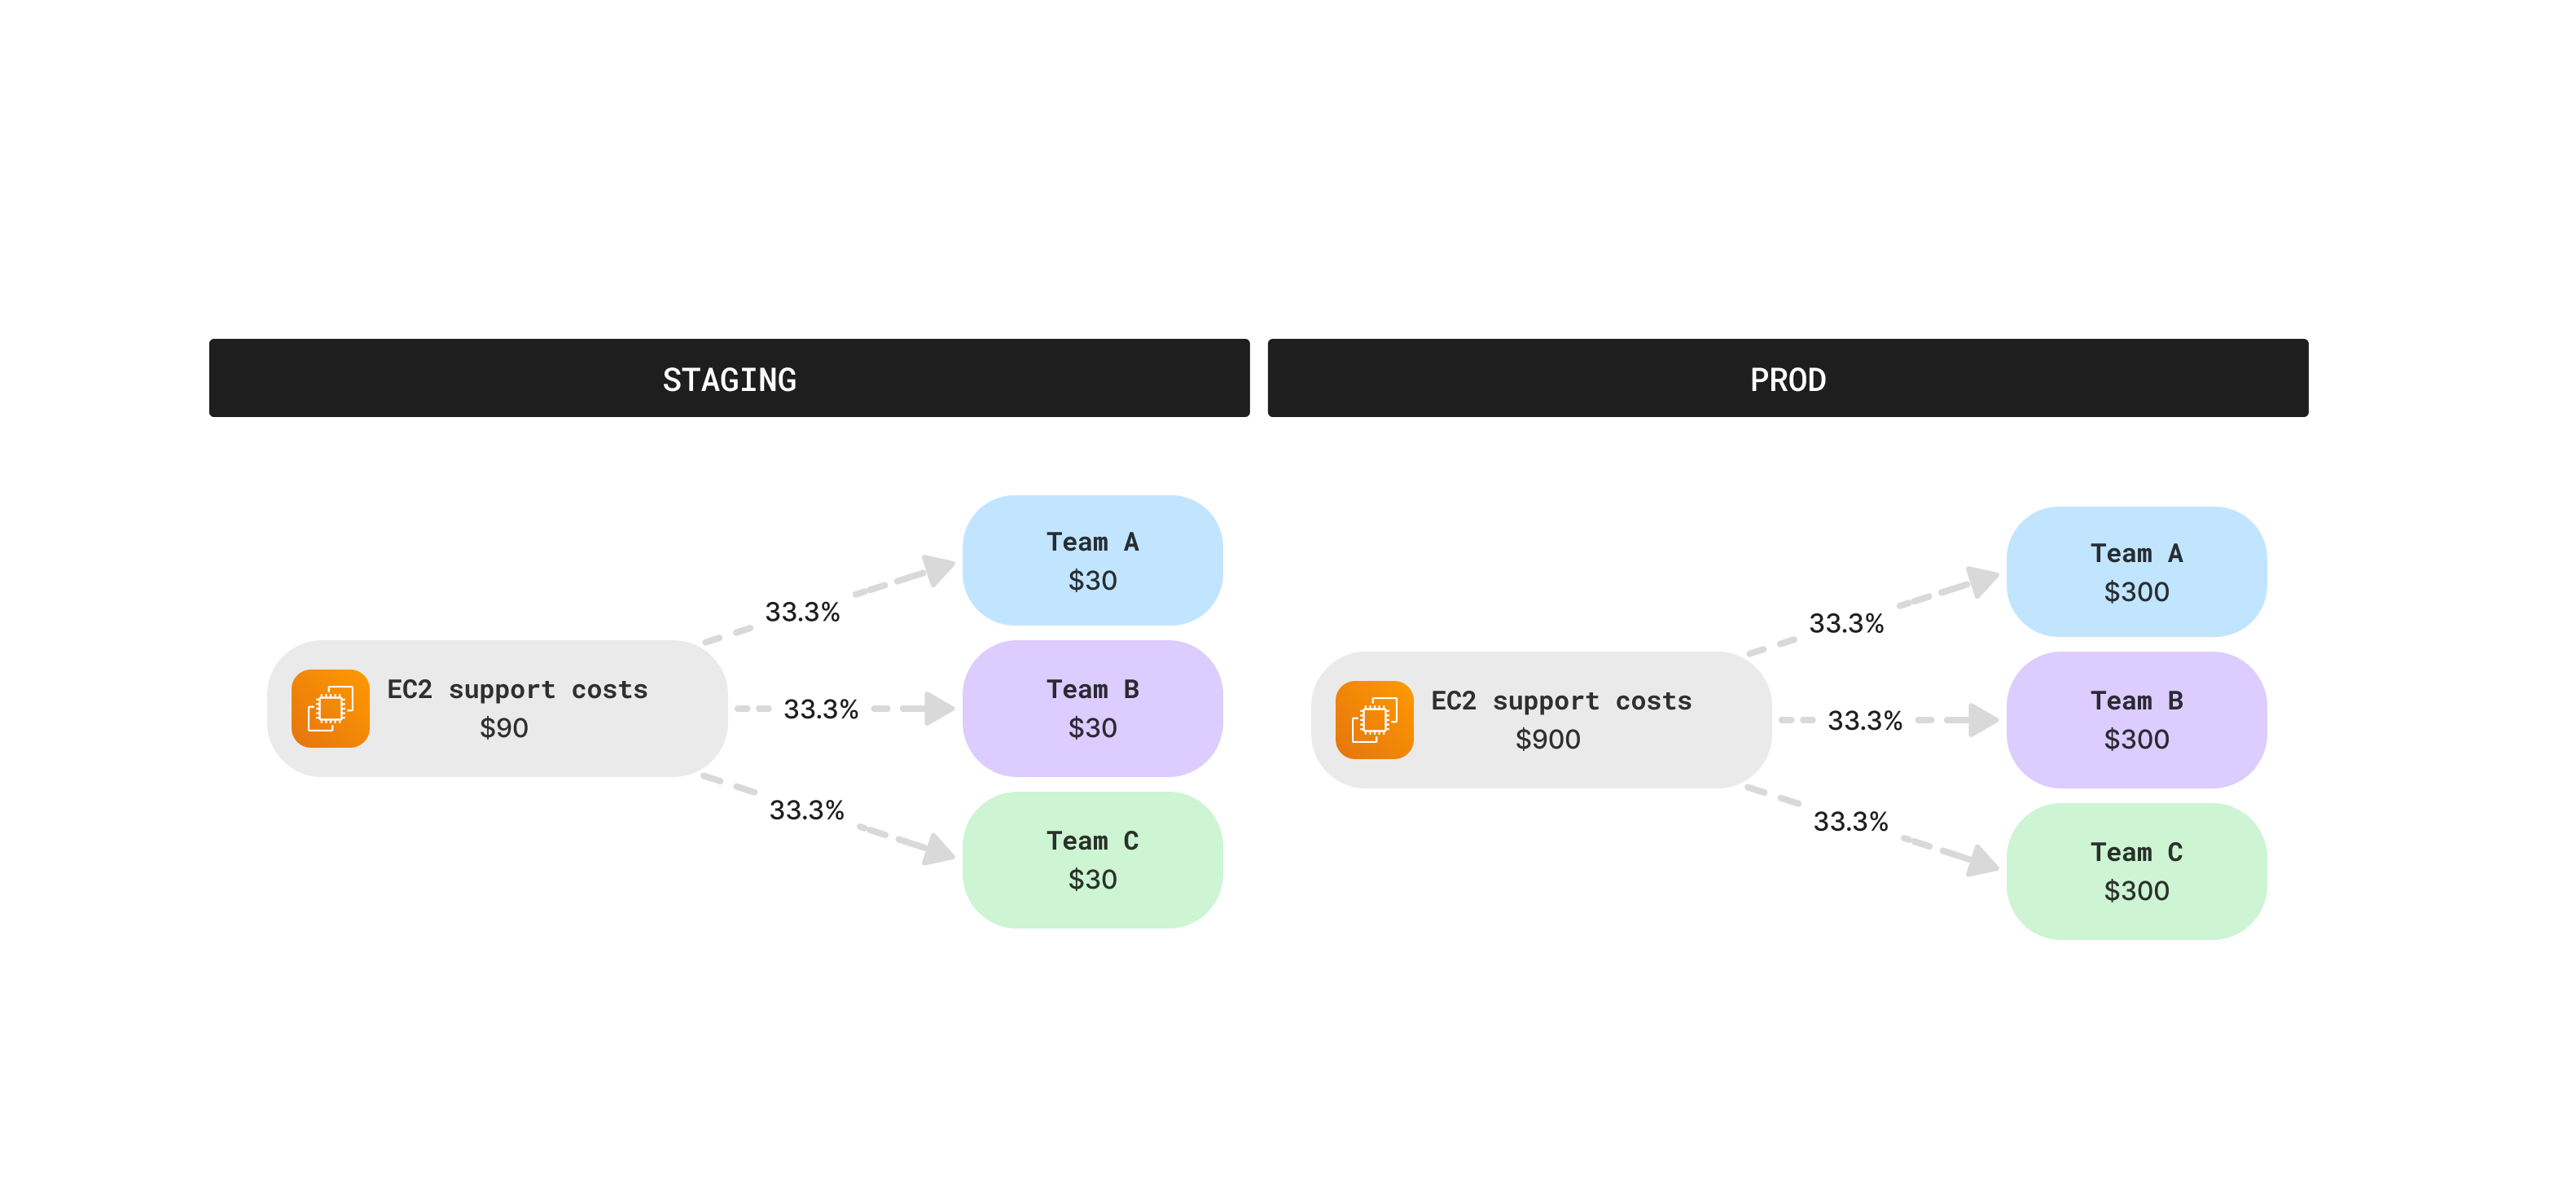 STAGING
PROD
Team A
$30
33.3%
EC2 support costs
$90
33.3%
Team B
$30
33.3%
Team C
$30
Team A
$300
33.3%
EC2 support costs
$900
33.3%
Team B
$300
33.3%
Team C
$300